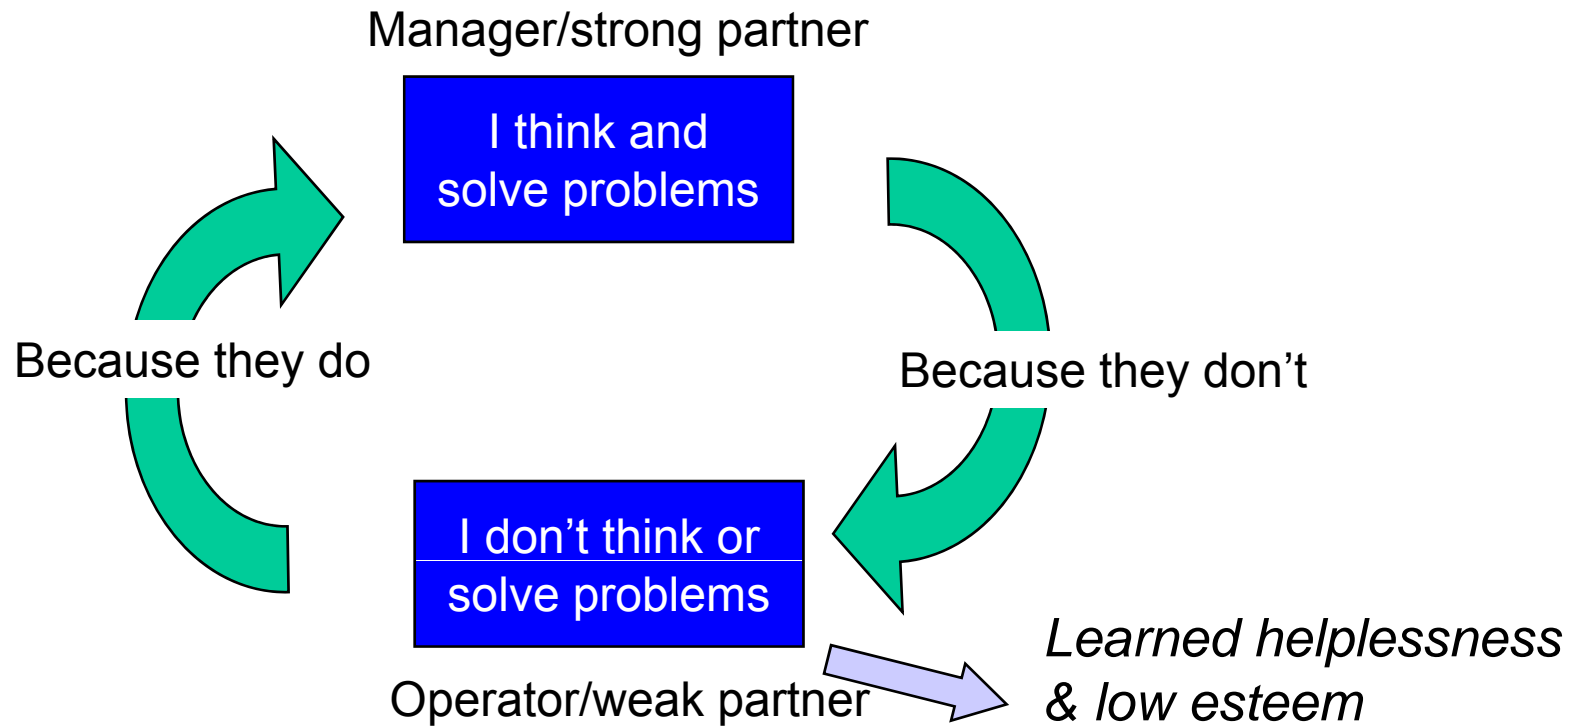 Manager/strong partner
I think and
solve problems
Because they do
Because they don’t
I don’t think or
solve problems
Operator/weak partner
Learned helplessness
& low esteem